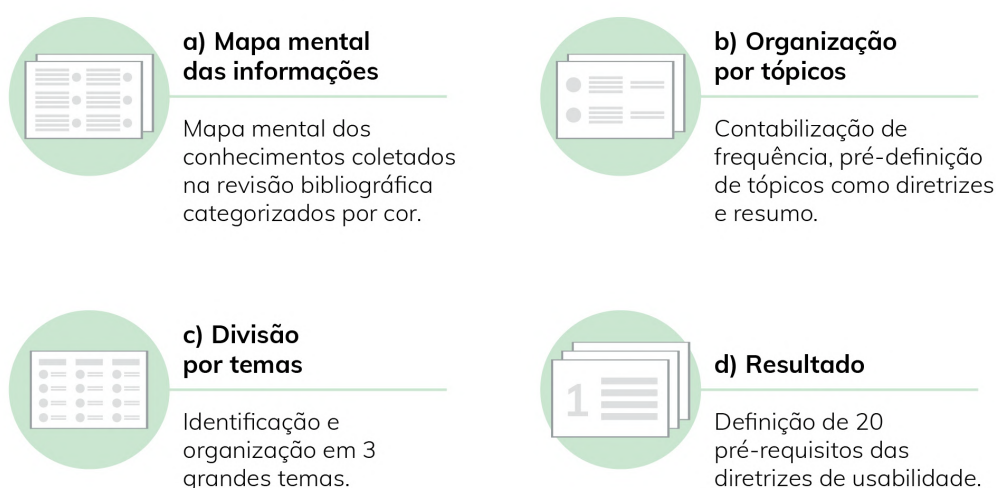 a) Mapa mental
das informações
Mapa mental dos
conhecimentos coletados
na revisão bibliográfica
categorizados por cor.
b) Organização
por tópicos
Contabilização de
frequência, pré-definição
de tópicos como diretrizes
e resumo.
c) Divisão
por temas
Identificação e
organização em 3
grandes temas.
1
d) Resultado
Definição de 20
pré-requisitos das
diretrizes de usabilidade.